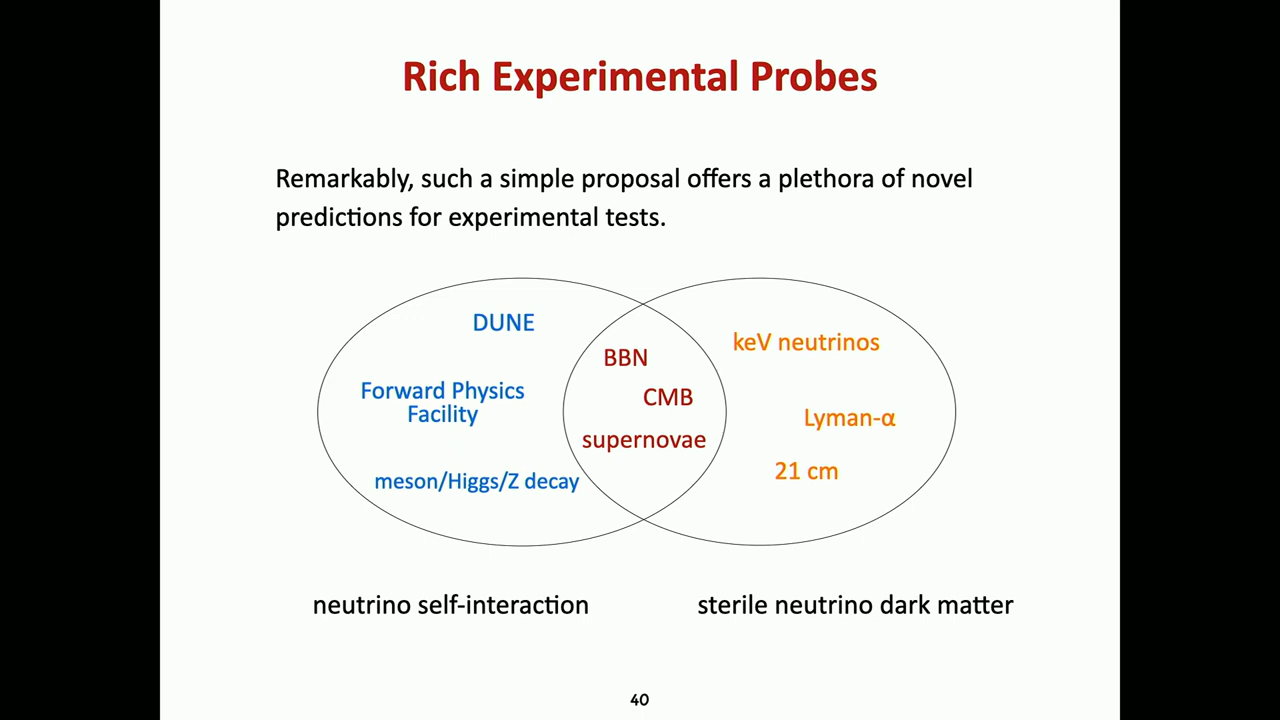 Rich Experimental Probes
Remarkably, such a simple proposal offers a plethora of novel
predictions for experimental tests.
DUNE
Forward Physics
Facility
meson/Higgs/Z decay
BBN
CMB
supernovae
keV neutrinos
Lyman-α
21 cm
neutrino self-interaction
sterile neutrino dark matter
40